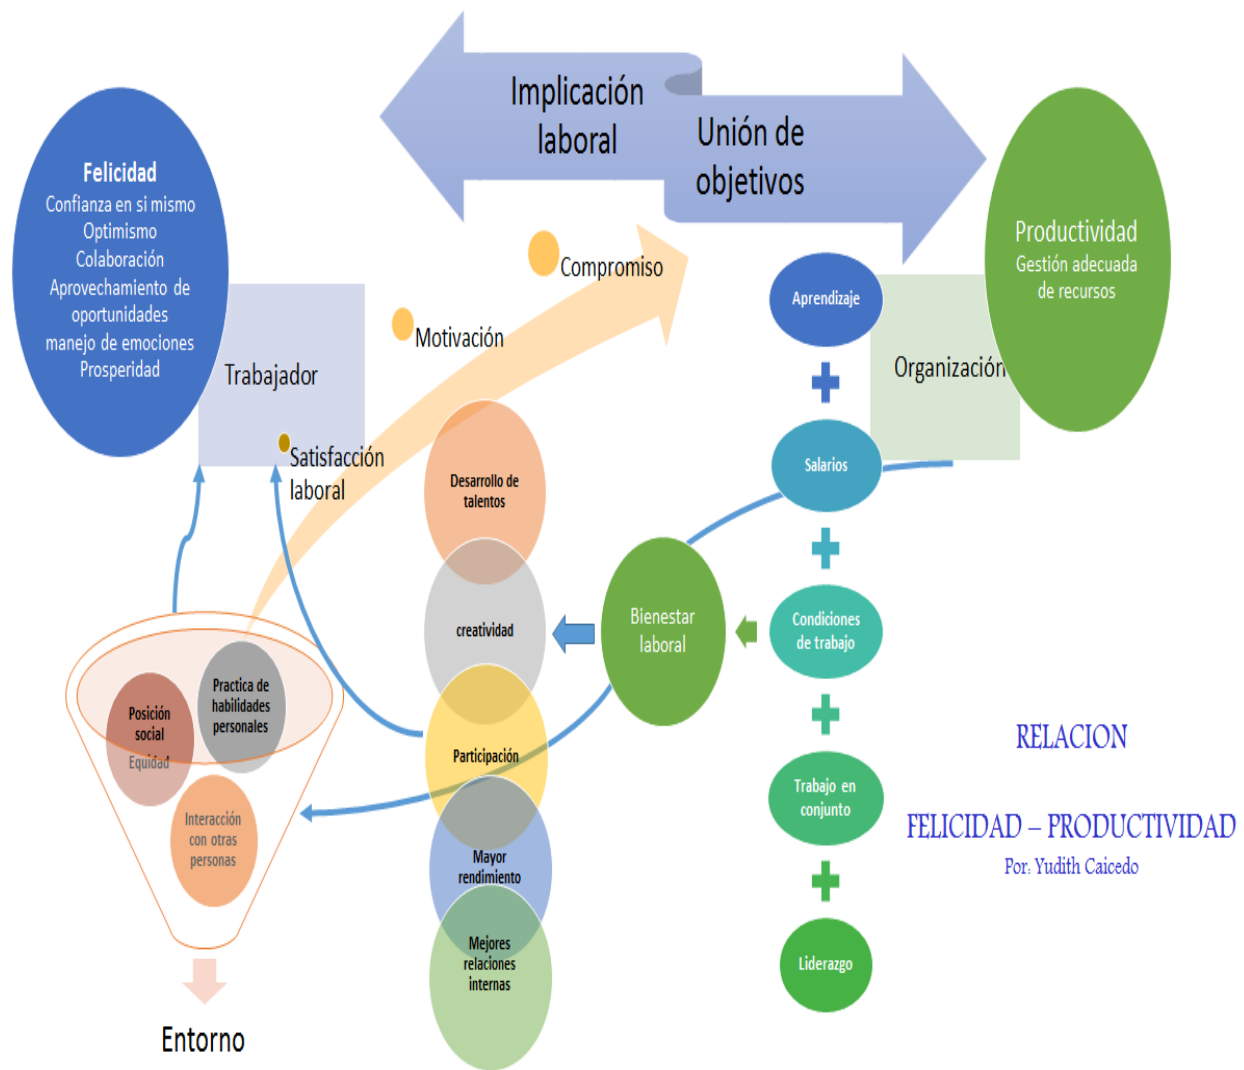 Implicación
laboral
Unión de
objetivos
Felicidad
Confianza en si mismo
Optimismo
Colaboración
Aprovechamiento de
oportunidades
manejo de emociones
Prosperidad
Trabajador
Satisfacción
laboral
Motivación
Compromiso
Productividad
Gestión adecuada
de recursos
Organización
Aprendizaje
Salarios
Condiciones
de trabajo
Trabajo en
conjunto
Liderazgo
Bienestar
laboral
Desarrollo de
talentos
creatividad
Participación
Mayor
rendimiento
Mejores
relaciones
internas
Posición
social
Equidad
Practica de
habilidades
personales
Interacción
con otras
personas
Entorno
RELACION
FELICIDAD – PRODUCTIVIDAD
Por: Yudith Caicedo